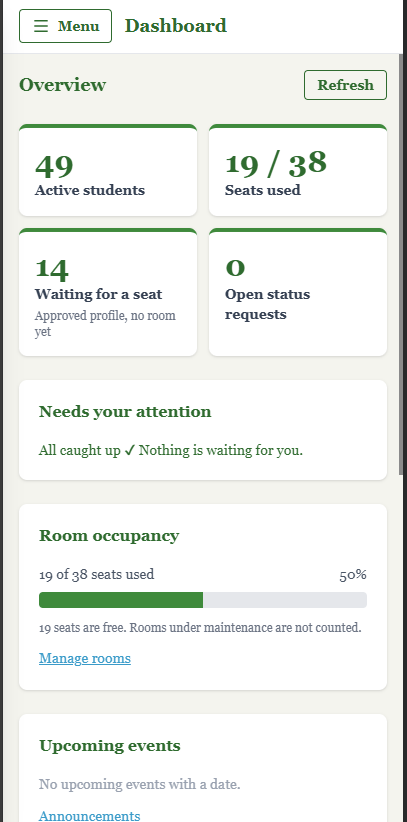 Menu
Dashboard
Overview
Refresh
49
Active students
19 / 38
Seats used
14
Waiting for a seat
Approved profile, no room
yet
0
Open status
requests
Needs your attention
All caught up ✓ Nothing is waiting for you.
Room occupancy
19 of 38 seats used
50%
19 seats are free. Rooms under maintenance are not counted.
Manage rooms
Upcoming events
No upcoming events with a date.
Announcements